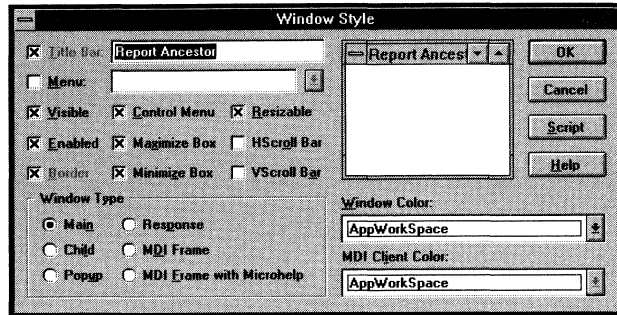 Window Style
Title Bar: Report Ancestor
Menu:
Visible Control Menu Resizable
Enabled Maximize Box HScroll Bar
Border Minimize Box VScroll Bar
Window Type
Main Response
Child MDI Frame
Popup MDI Frame with Microhelp
Report Ancest
OK
Cancel
Script
Help
Window Color:
AppWorkSpace
MDI Client Color:
AppWorkSpace